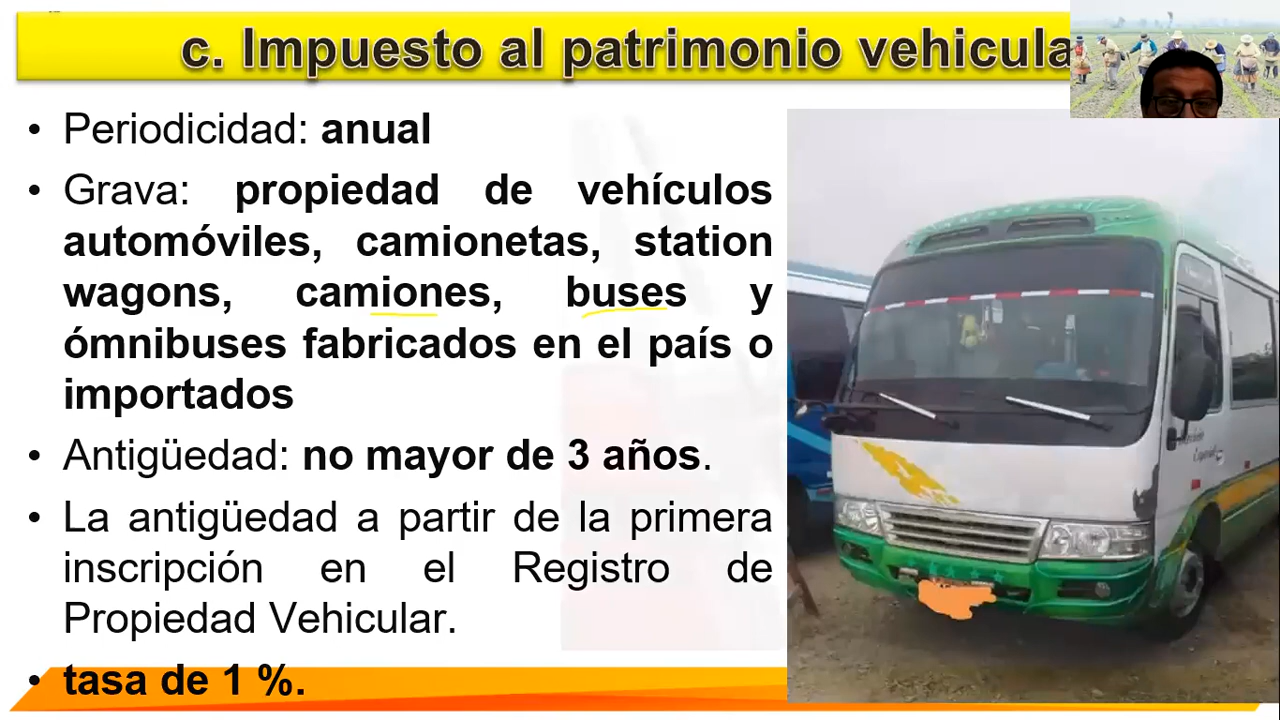 c. Impuesto al patrimonio vehicula
• Periodicidad: anual
• Grava: propiedad de vehículos
automóviles, camionetas, station
wagons, camiones, buses y
ómnibuses fabricados en el país o
importados
• Antigüedad: no mayor de 3 años.
• La antigüedad a partir de la primera
inscripción en el Registro de
Propiedad Vehicular.
• tasa de 1 %.